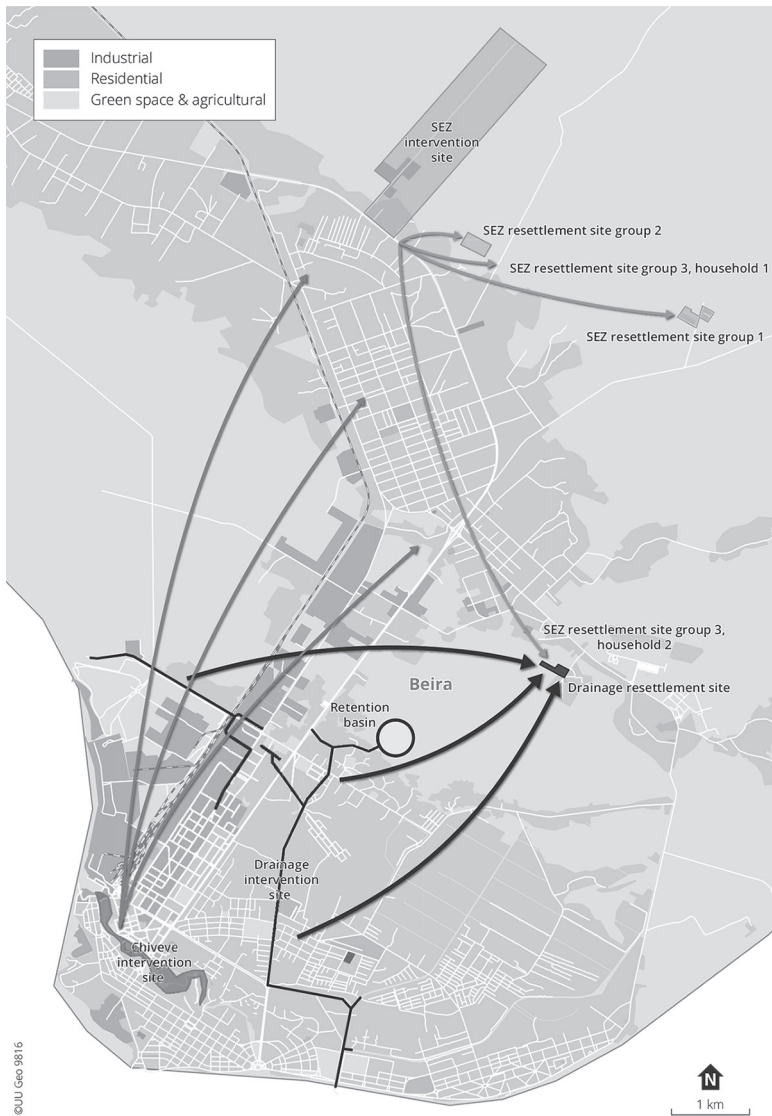 Industrial
Residential
Green space & agricultural
SEZ
intervention
site
SEZ resettlement site group 2
SEZ resettlement site group 3, household 1
SEZ resettlement site group 1
SEZ resettlement site group 3,
household 2
Drainage resettlement site
Beira
Retention
basin
Drainage
intervention
site
Chiveve
intervention
site
©UU Geo 9816
N
1 km